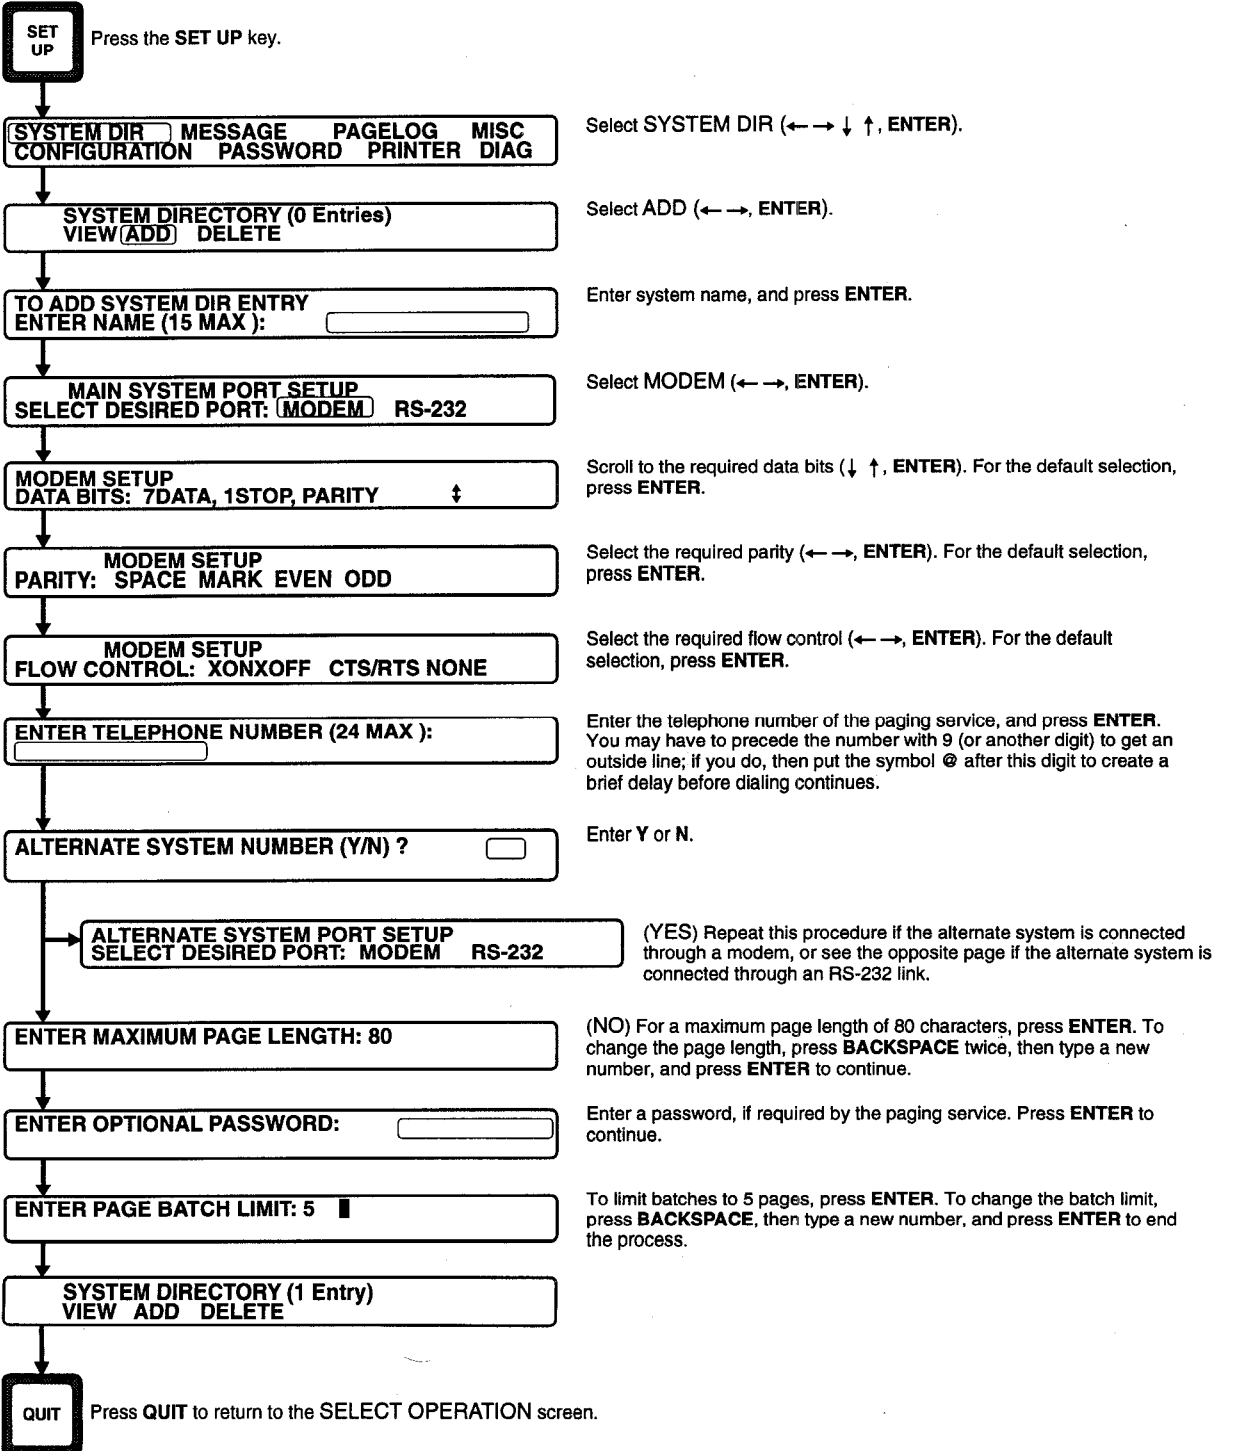 SET
UP
Press the SET UP key.
SYSTEM DIR MESSAGE PAGELOG MISC
CONFIGURATION PASSWORD PRINTER DIAG
Select SYSTEM DIR (← → ↓ ↑, ENTER).
SYSTEM DIRECTORY (0 Entries)
VIEW ADD DELETE
Select ADD (← →, ENTER).
TO ADD SYSTEM DIR ENTRY
ENTER NAME (15 MAX ):
Enter system name, and press ENTER.
MAIN SYSTEM PORT SETUP
SELECT DESIRED PORT: MODEM RS-232
Select MODEM (← →, ENTER).
MODEM SETUP
DATA BITS: 7DATA, 1STOP, PARITY ↕
Scroll to the required data bits (↓ ↑, ENTER). For the default selection,
press ENTER.
MODEM SETUP
PARITY: SPACE MARK EVEN ODD
Select the required parity (← →, ENTER). For the default selection,
press ENTER.
MODEM SETUP
FLOW CONTROL: XONXOFF CTS/RTS NONE
Select the required flow control (← →, ENTER). For the default
selection, press ENTER.
ENTER TELEPHONE NUMBER (24 MAX ):
Enter the telephone number of the paging service, and press ENTER.
You may have to precede the number with 9 (or another digit) to get an
outside line; if you do, then put the symbol @ after this digit to create a
brief delay before dialing continues.
ALTERNATE SYSTEM NUMBER (Y/N) ?
Enter Y or N.
ALTERNATE SYSTEM PORT SETUP
SELECT DESIRED PORT: MODEM RS-232
(YES) Repeat this procedure if the alternate system is connected
through a modem, or see the opposite page if the alternate system is
connected through an RS-232 link.
ENTER MAXIMUM PAGE LENGTH: 80
(NO) For a maximum page length of 80 characters, press ENTER. To
change the page length, press BACKSPACE twice, then type a new
number, and press ENTER to continue.
ENTER OPTIONAL PASSWORD:
Enter a password, if required by the paging service. Press ENTER to
continue.
ENTER PAGE BATCH LIMIT: 5
To limit batches to 5 pages, press ENTER. To change the batch limit,
press BACKSPACE, then type a new number, and press ENTER to end
the process.
SYSTEM DIRECTORY (1 Entry)
VIEW ADD DELETE
QUIT
Press QUIT to return to the SELECT OPERATION screen.